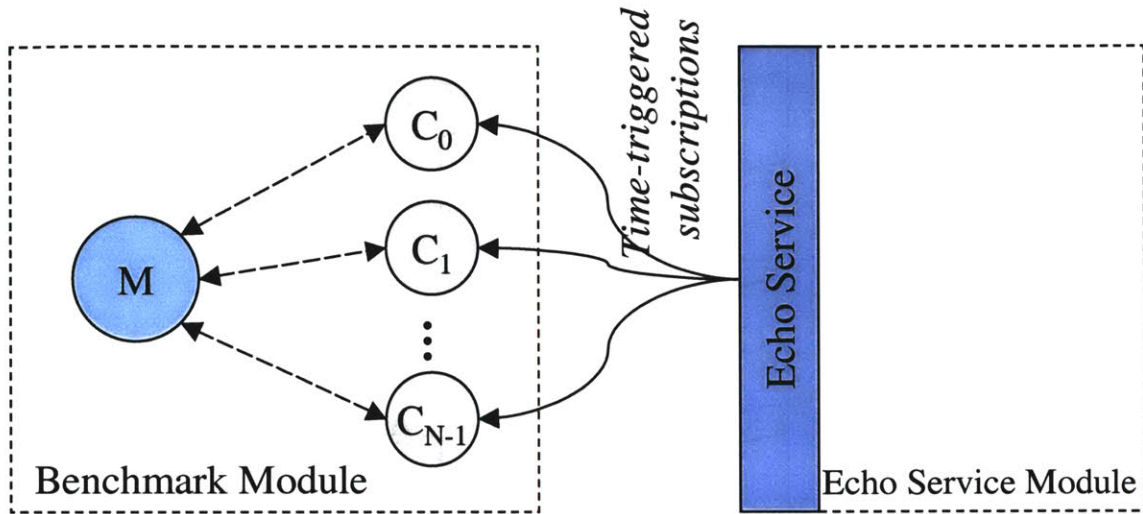 Time-triggered
subscriptions
C0
M
C1
CN-1
Echo Service
Benchmark Module
Echo Service Module